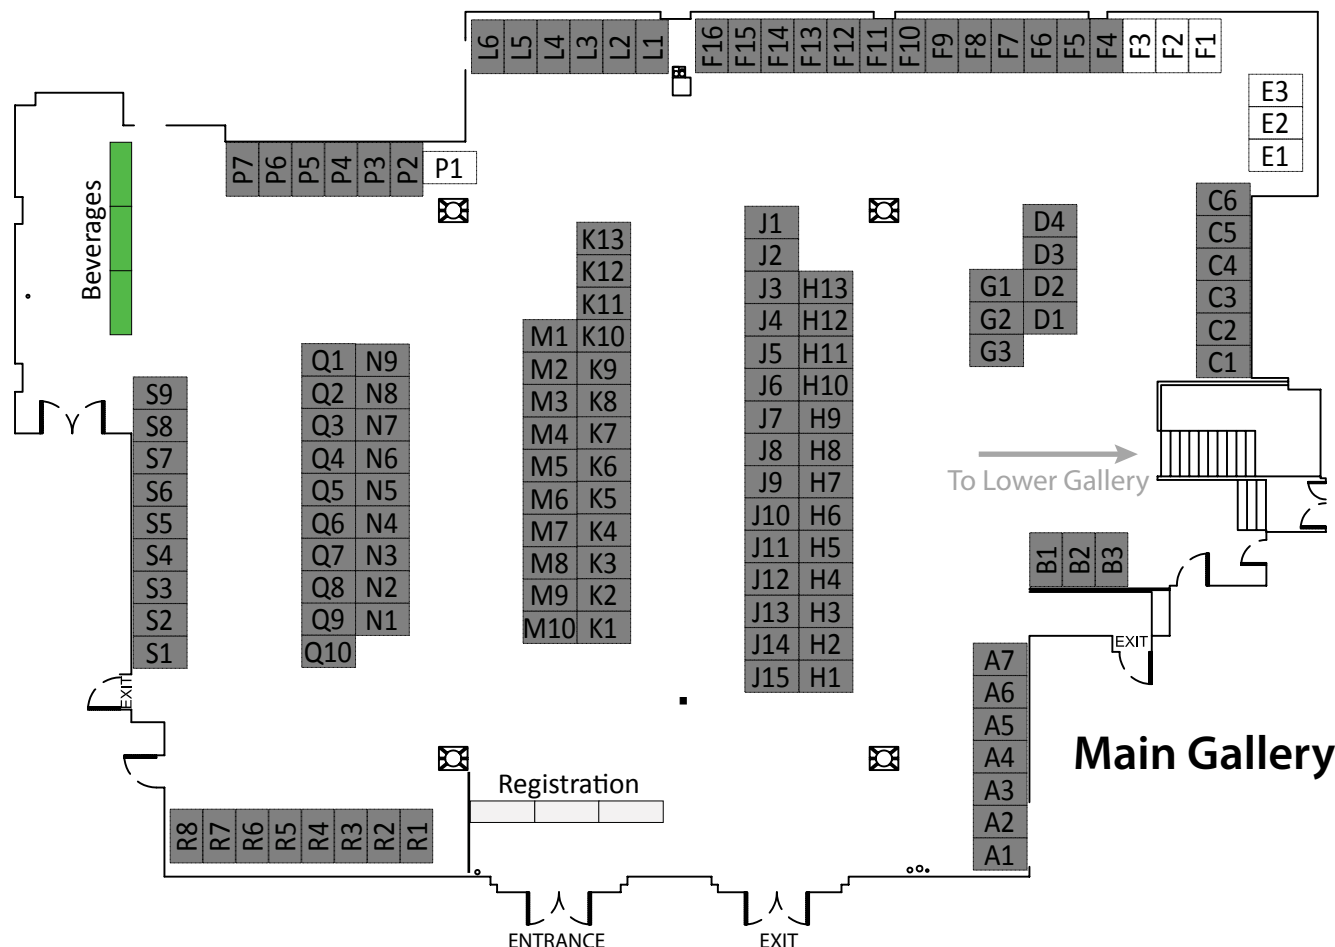 L6 L5 L4 L3 L2 L1
F16 F15 F14 F13 F12 F11 F10 F9 F8 F7 F6 F5 F4 F3 F2 F1
E3
E2
E1
P7 P6 P5 P4 P3 P2 P1
Beverages
C6
C5
C4
C3
C2
C1
D4
D3
D2
D1
G1
G2
G3
J1
J2
J3 H13
J4 H12
J5 H11
J6 H10
J7 H9
J8 H8
J9 H7
J10 H6
J11 H5
J12 H4
J13 H3
J14 H2
J15 H1
K13
K12
K11
M1 K10
M2 K9
M3 K8
M4 K7
M5 K6
M6 K5
M7 K4
M8 K3
M9 K2
M10 K1
Q1 N9
Q2 N8
Q3 N7
Q4 N6
Q5 N5
Q6 N4
Q7 N3
Q8 N2
Q9 N1
Q10
S9
S8
S7
S6
S5
S4
S3
S2
S1
To Lower Gallery
B1 B2 B3
EXIT
EXIT
A7
A6
A5
A4
A3
A2
A1
Main Gallery
Registration
R8 R7 R6 R5 R4 R3 R2 R1
ENTRANCE
EXIT